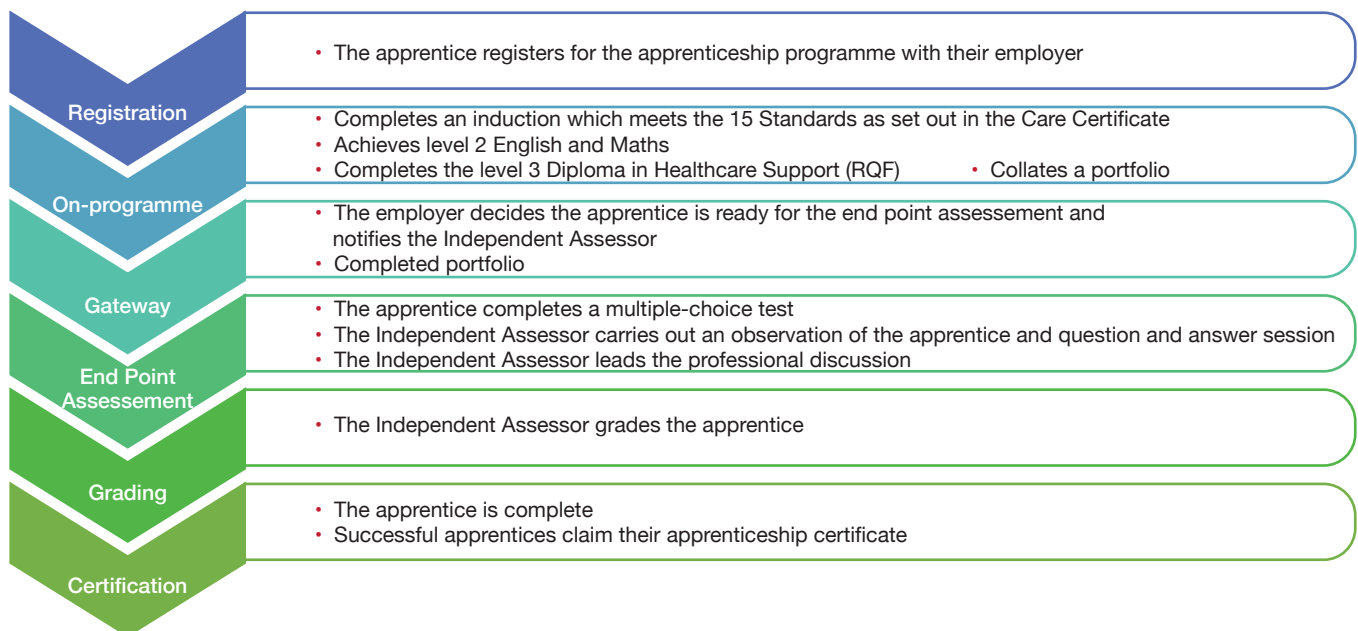 • The apprentice registers for the apprenticeship programme with their employer
Registration
• Completes an induction which meets the 15 Standards as set out in the Care Certificate
• Achieves level 2 English and Maths
• Completes the level 3 Diploma in Healthcare Support (RQF) • Collates a portfolio
On-programme
• The employer decides the apprentice is ready for the end point assessement and
notifies the Independent Assessor
• Completed portfolio
Gateway
• The apprentice completes a multiple-choice test
• The Independent Assessor carries out an observation of the apprentice and question and answer session
• The Independent Assessor leads the professional discussion
End Point
Assessment
• The Independent Assessor grades the apprentice
Grading
• The apprentice is complete
• Successful apprentices claim their apprenticeship certificate
Certification